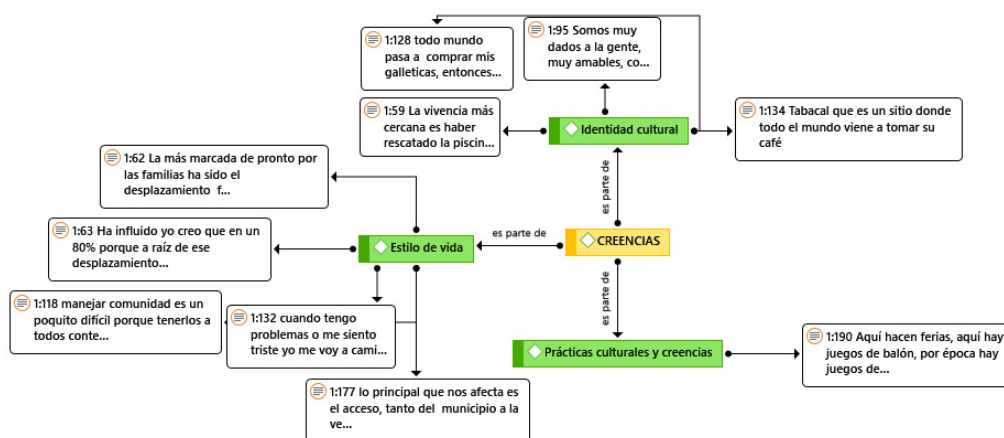 1:128 todo mundo
pasa a comprar mis
galleticas, entonces...
1:95 Somos muy
dados a la gente,
muy amables, co...
1:59 La vivencia más
cercana es haber
rescatado la piscin...
Identidad cultural
1:134 Tabacal que es un sitio donde
todo el mundo viene a tomar su
café
1:62 La más marcada de pronto por
las familias ha sido el
desplazamiento f...
es parte de
1:63 Ha influido yo creo que en un
80% porque a raíz de ese
desplazamiento...
Estilo de vida
es parte de
CREENCIAS
1:118 manejar comunidad es un
poquito difícil porque tenerlos a
todos conte...
1:132 cuando tengo
problemas o me siento
triste yo me voy a cami...
es parte de
Prácticas culturales y creencias
1:190 Aquí hacen ferias, aquí hay
juegos de balón, por época hay
juegos de...
1:177 lo principal que nos afecta es
el acceso, tanto del municipio a la
ve...